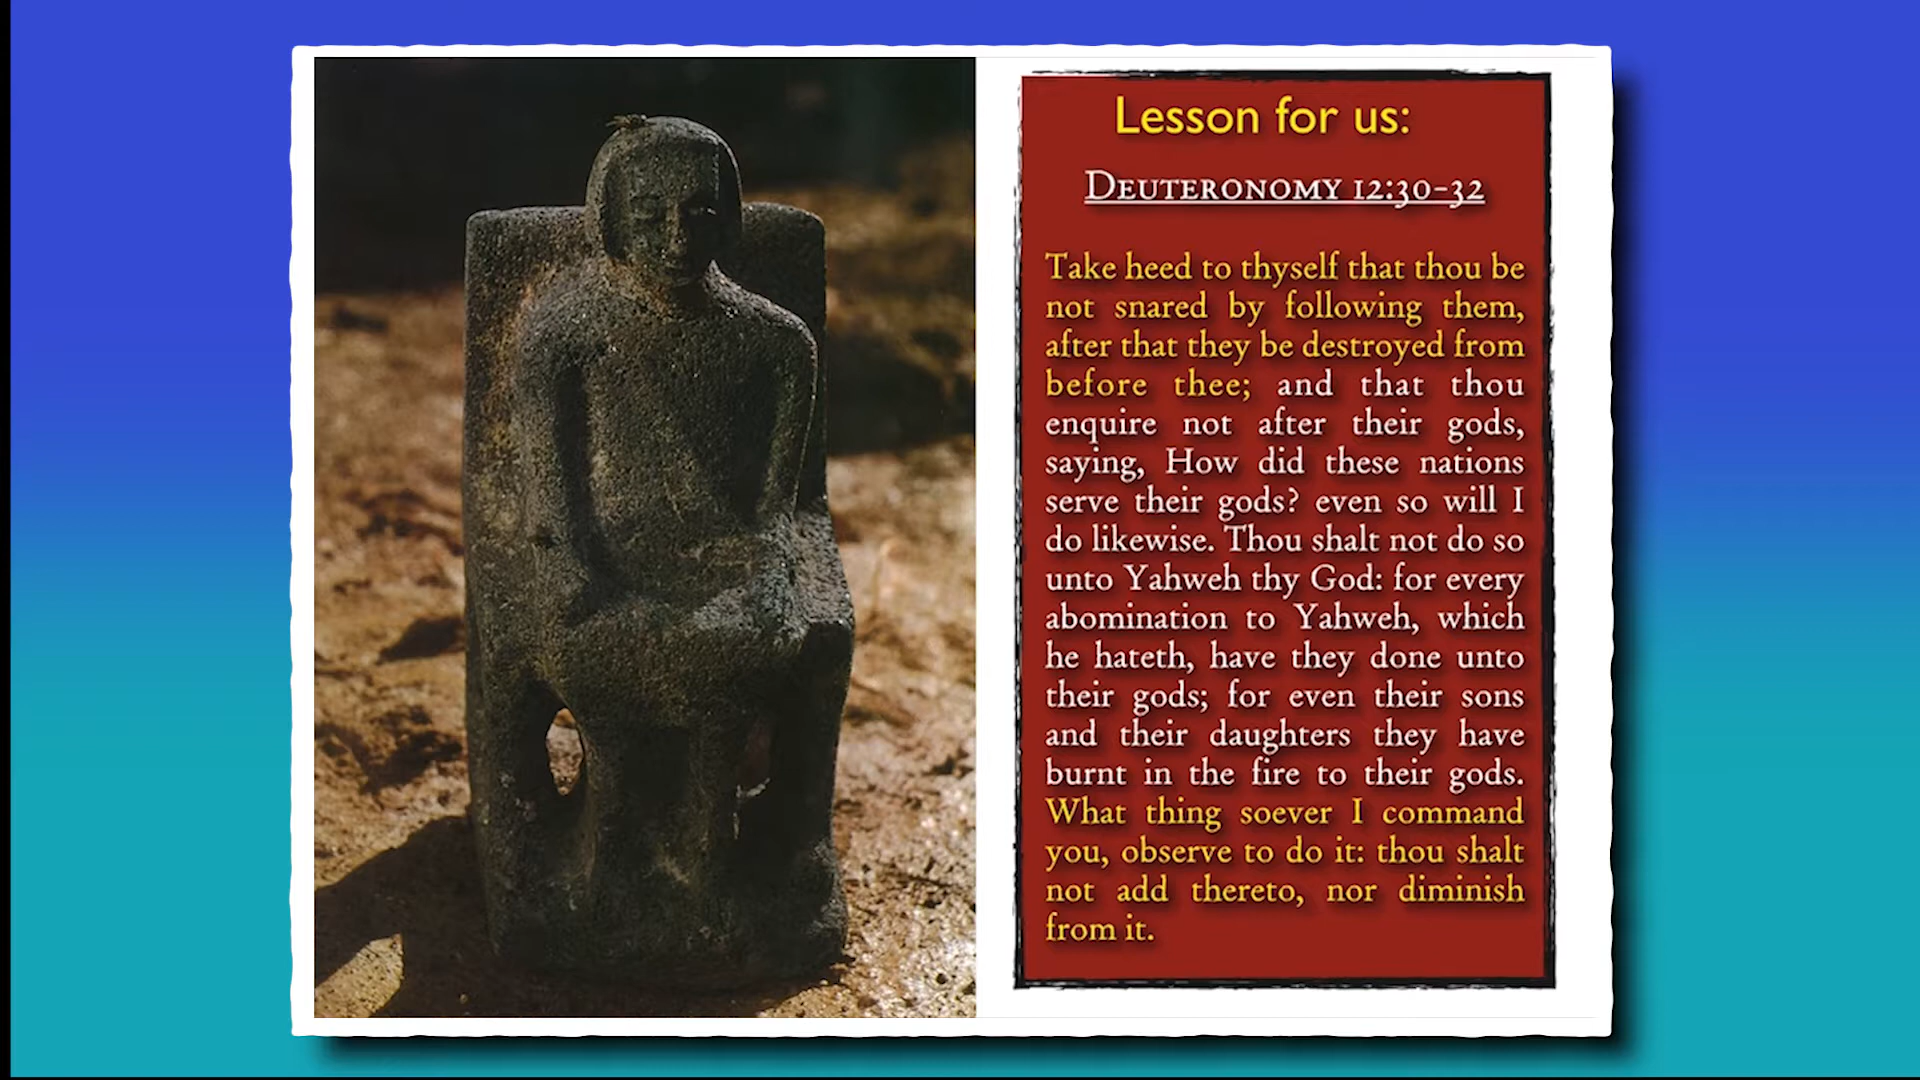 Lesson for us:
Deuteronomy 12:30-32
Take heed to thyself that thou be
not snared by following them,
after that they be destroyed from
before thee; and that thou
enquire not after their gods,
saying, How did these nations
serve their gods? even so will I
do likewise. Thou shalt not do so
unto Yahweh thy God: for every
abomination to Yahweh, which
he hateth, have they done unto
their gods; for even their sons
and their daughters they have
burnt in the fire to their gods.
What thing soever I command
you, observe to do it: thou shalt
not add thereto, nor diminish
from it.